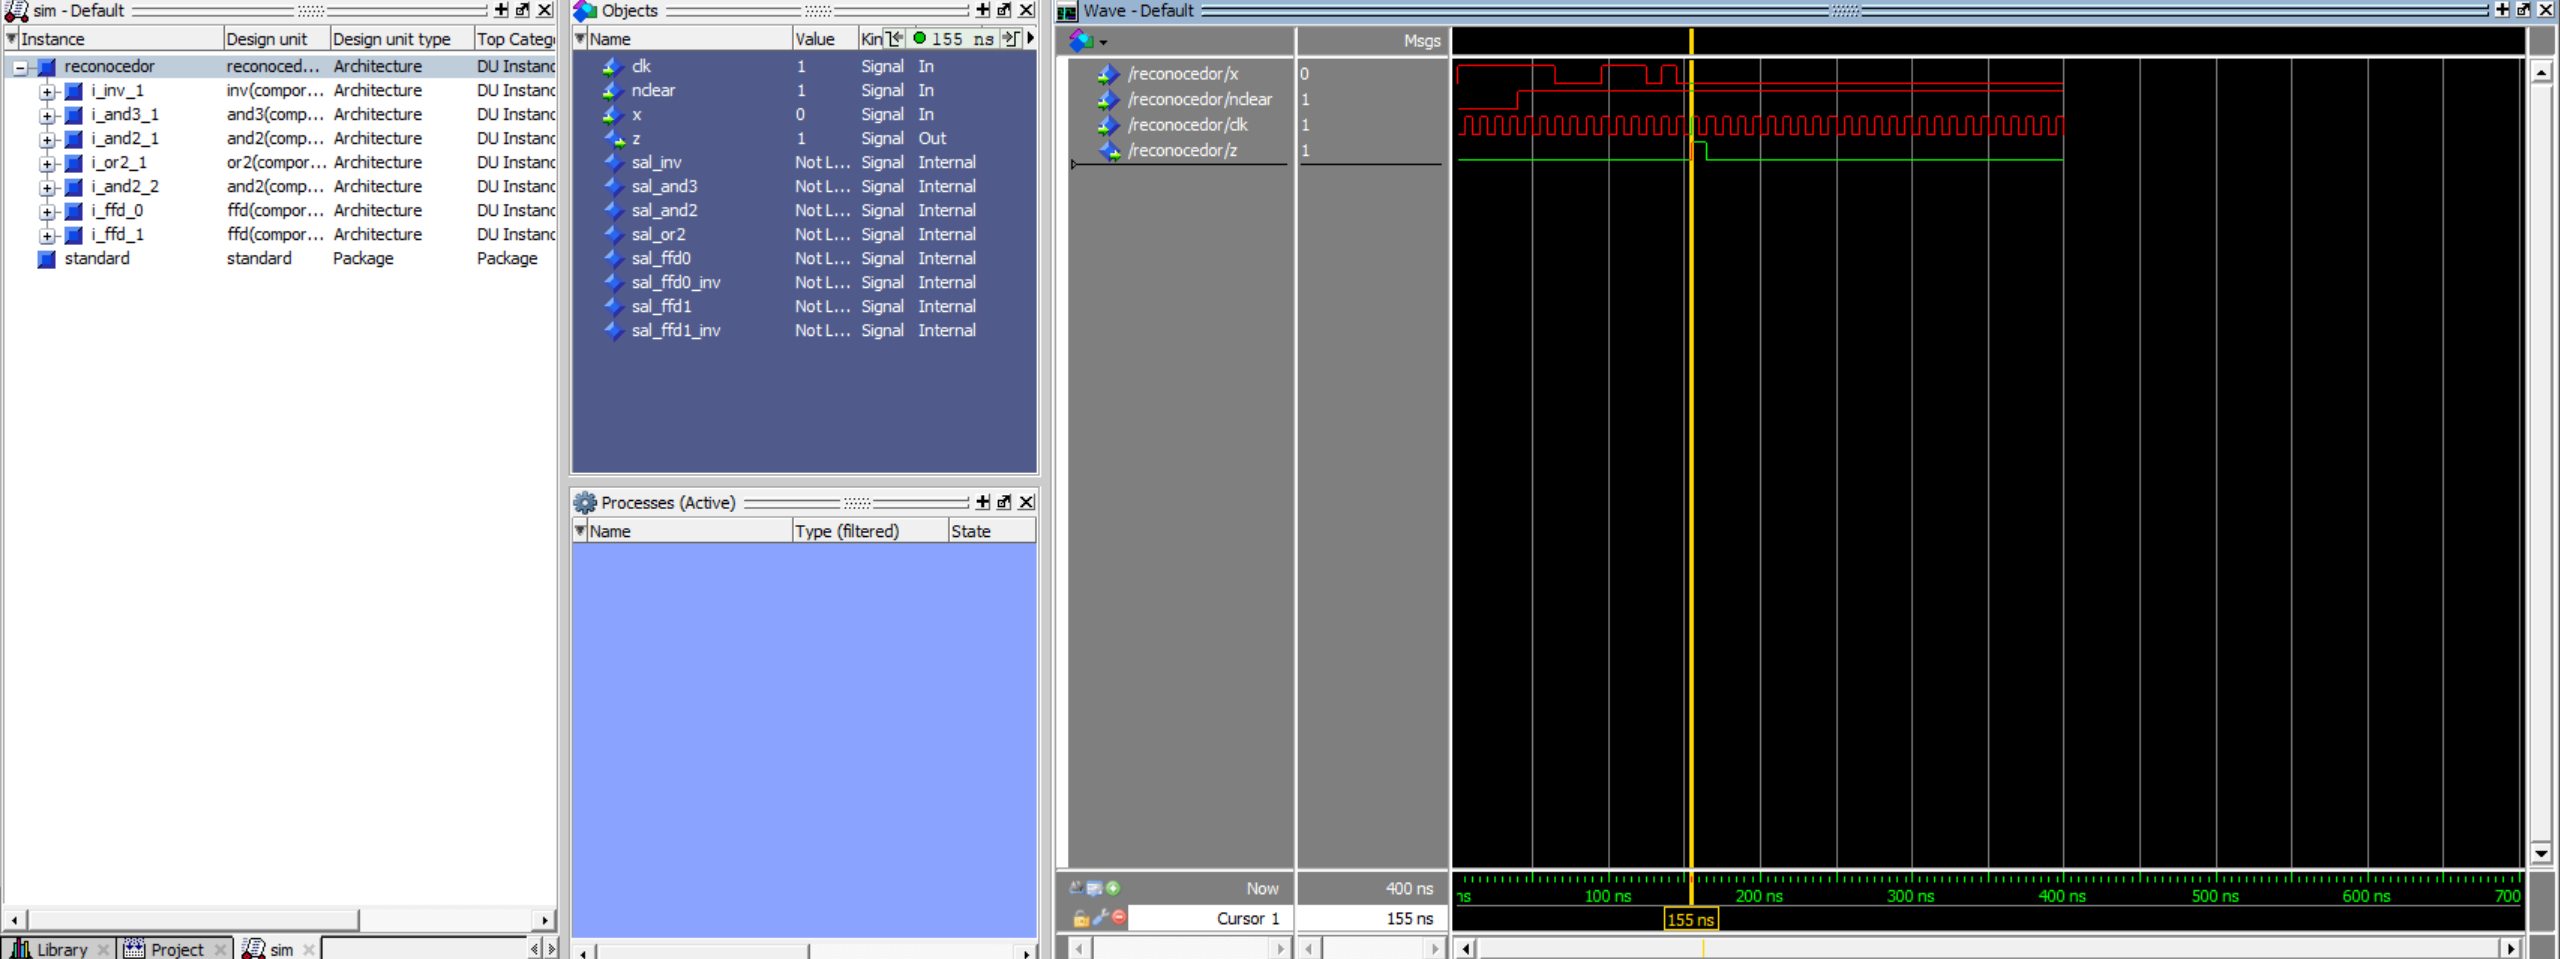 sim - Default
Instance Design unit Design unit type Top Categ
reconocedor reconoced... Architecture DU Instanc
i_inv_1 inv(compor... Architecture DU Instanc
i_and3_1 and3(comp... Architecture DU Instanc
i_and2_1 and2(comp... Architecture DU Instanc
i_or2_1 or2(compor... Architecture DU Instanc
i_and2_2 and2(comp... Architecture DU Instanc
i_ffd_0 ffd(compor... Architecture DU Instanc
i_ffd_1 ffd(compor... Architecture DU Instanc
standard standard Package Package
Library Project sim
Objects
Name Value Kin 155 ns
clk 1 Signal In
nclear 1 Signal In
x 0 Signal In
z 1 Signal Out
sal_inv Not L... Signal Internal
sal_and3 Not L... Signal Internal
sal_and2 Not L... Signal Internal
sal_or2 Not L... Signal Internal
sal_ffd0 Not L... Signal Internal
sal_ffd0_inv Not L... Signal Internal
sal_ffd1 Not L... Signal Internal
sal_ffd1_inv Not L... Signal Internal
Processes (Active)
Name Type (filtered) State
Wave - Default
Msgs
/reconocedor/x 0
/reconocedor/nclear 1
/reconocedor/clk 1
/reconocedor/z 1
Now 400 ns
ns 100 ns 200 ns 300 ns 400 ns 500 ns 600 ns 700
Cursor 1 155 ns
155 ns